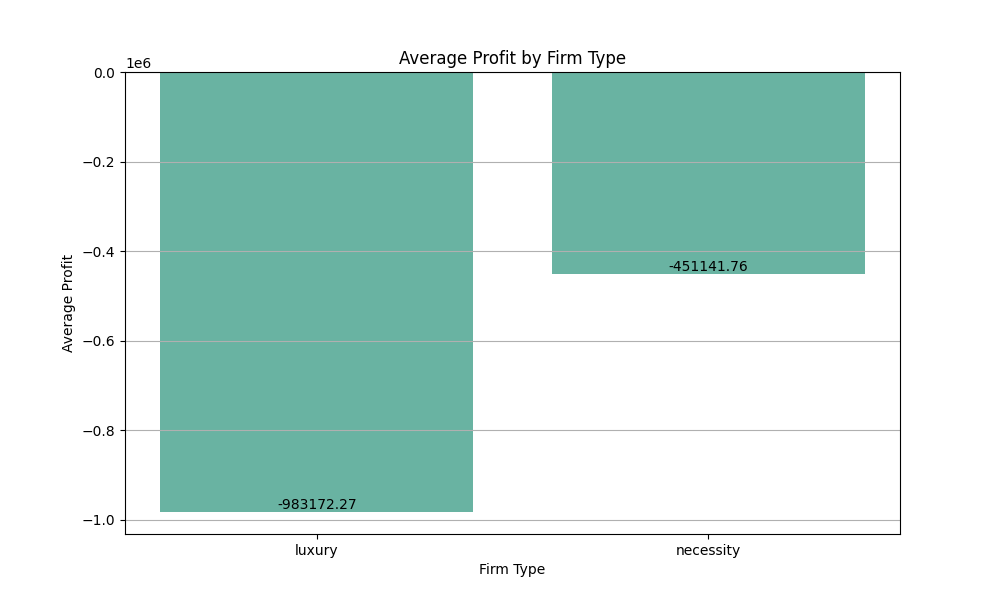 Average Profit by Firm Type
1e6
0.0
−0.2
−0.4
−0.6
−0.8
−1.0
Average Profit
-983172.27
-451141.76
luxury
necessity
Firm Type